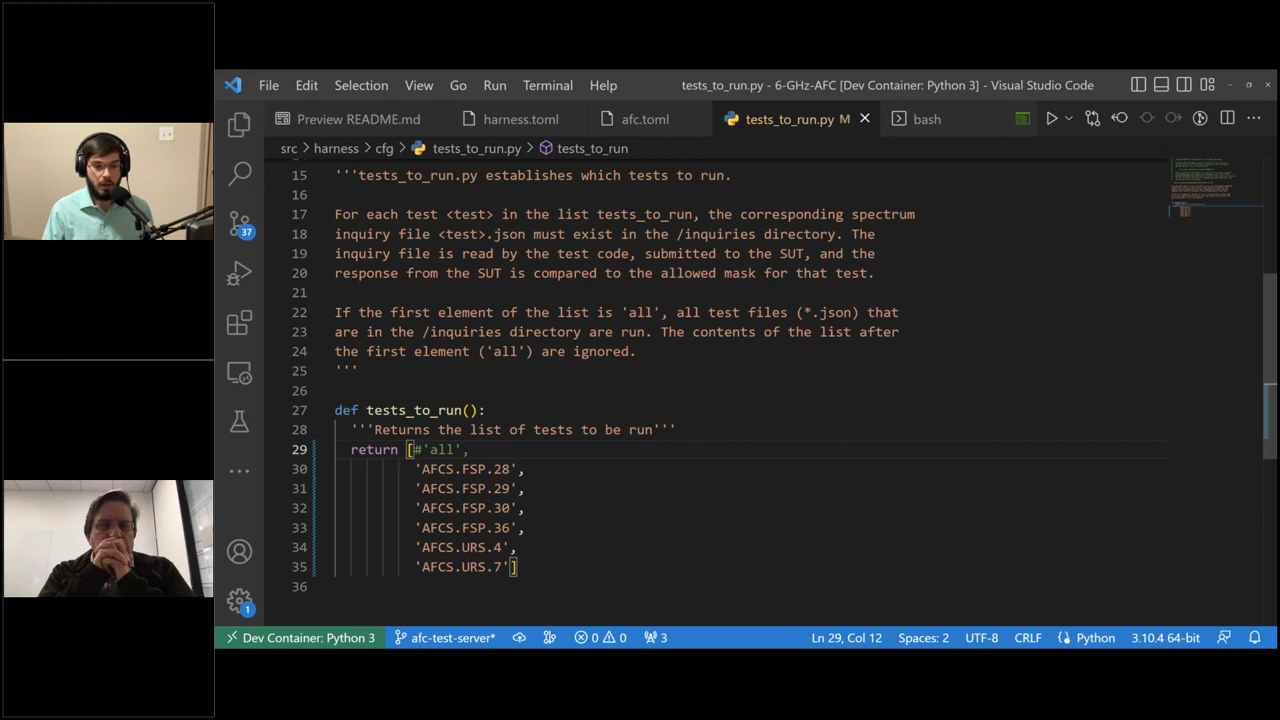 File Edit Selection View Go Run Terminal Help tests_to_run.py - 6-GHz-AFC [Dev Container: Python 3] - Visual Studio Code
Preview README.md harness.toml afc.toml tests_to_run.py M bash
src > harness > cfg > tests_to_run.py > tests_to_run
15 '''tests_to_run.py establishes which tests to run.
16
17 For each test <test> in the list tests_to_run, the corresponding spectrum
18 inquiry file <test>.json must exist in the /inquiries directory. The
19 inquiry file is read by the test code, submitted to the SUT, and the
20 response from the SUT is compared to the allowed mask for that test.
21
22 If the first element of the list is 'all', all test files (*.json) that
23 are in the /inquiries directory are run. The contents of the list after
24 the first element ('all') are ignored.
25 '''
26
27 def tests_to_run():
28 '''Returns the list of tests to be run'''
29 return [#'all',
30 'AFCS.FSP.28',
31 'AFCS.FSP.29',
32 'AFCS.FSP.30',
33 'AFCS.FSP.36',
34 'AFCS.URS.4',
35 'AFCS.URS.7']
36
37
1
Dev Container: Python 3 afc-test-server* 0 0 3 Ln 29, Col 12 Spaces: 2 UTF-8 CRLF Python 3.10.4 64-bit